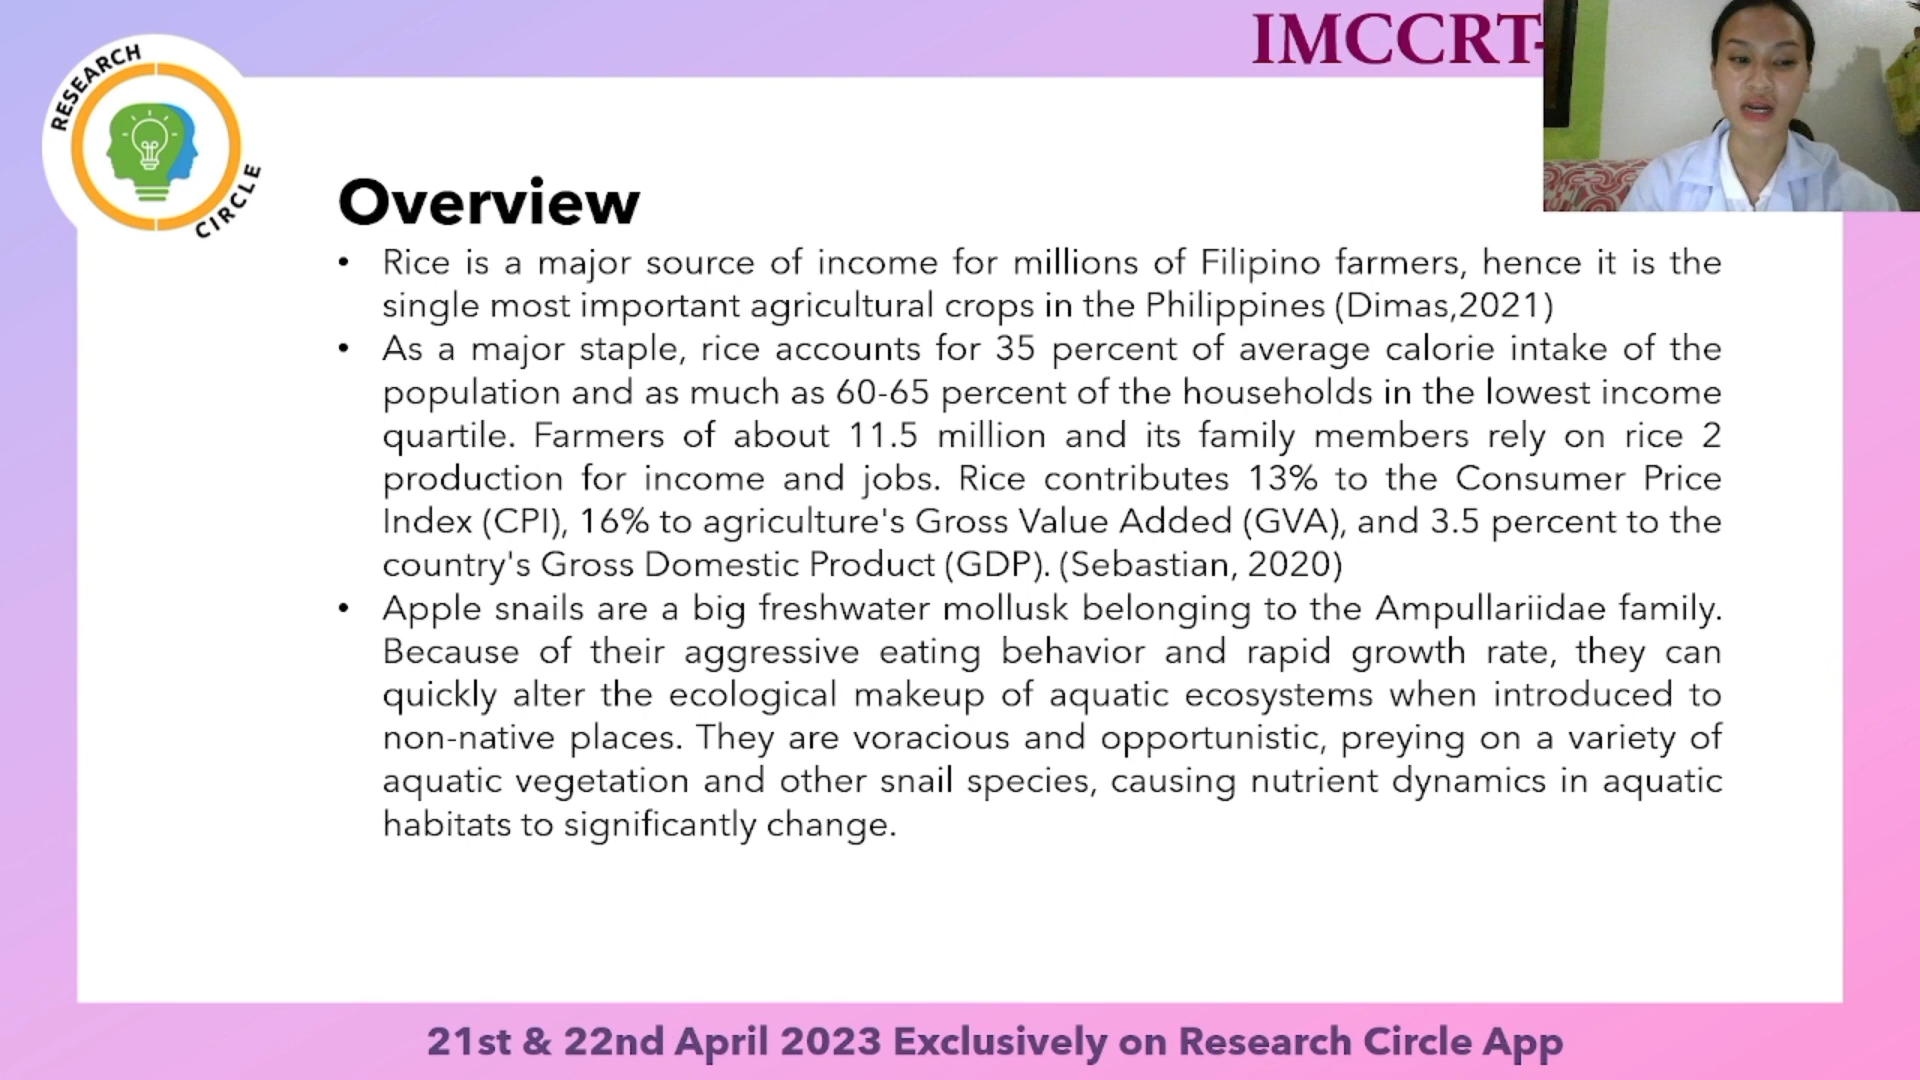 RESEARCH
CIRCLE
IMCCRT-
Overview
• Rice is a major source of income for millions of Filipino farmers, hence it is the
single most important agricultural crops in the Philippines (Dimas,2021)
• As a major staple, rice accounts for 35 percent of average calorie intake of the
population and as much as 60-65 percent of the households in the lowest income
quartile. Farmers of about 11.5 million and its family members rely on rice 2
production for income and jobs. Rice contributes 13% to the Consumer Price
Index (CPI), 16% to agriculture's Gross Value Added (GVA), and 3.5 percent to the
country's Gross Domestic Product (GDP). (Sebastian, 2020)
• Apple snails are a big freshwater mollusk belonging to the Ampullariidae family.
Because of their aggressive eating behavior and rapid growth rate, they can
quickly alter the ecological makeup of aquatic ecosystems when introduced to
non-native places. They are voracious and opportunistic, preying on a variety of
aquatic vegetation and other snail species, causing nutrient dynamics in aquatic
habitats to significantly change.
21st & 22nd April 2023 Exclusively on Research Circle App